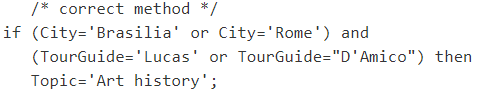 /* correct method */
if (City='Brasilia' or City='Rome') and
(TourGuide='Lucas' or TourGuide="D'Amico") then
Topic='Art history';